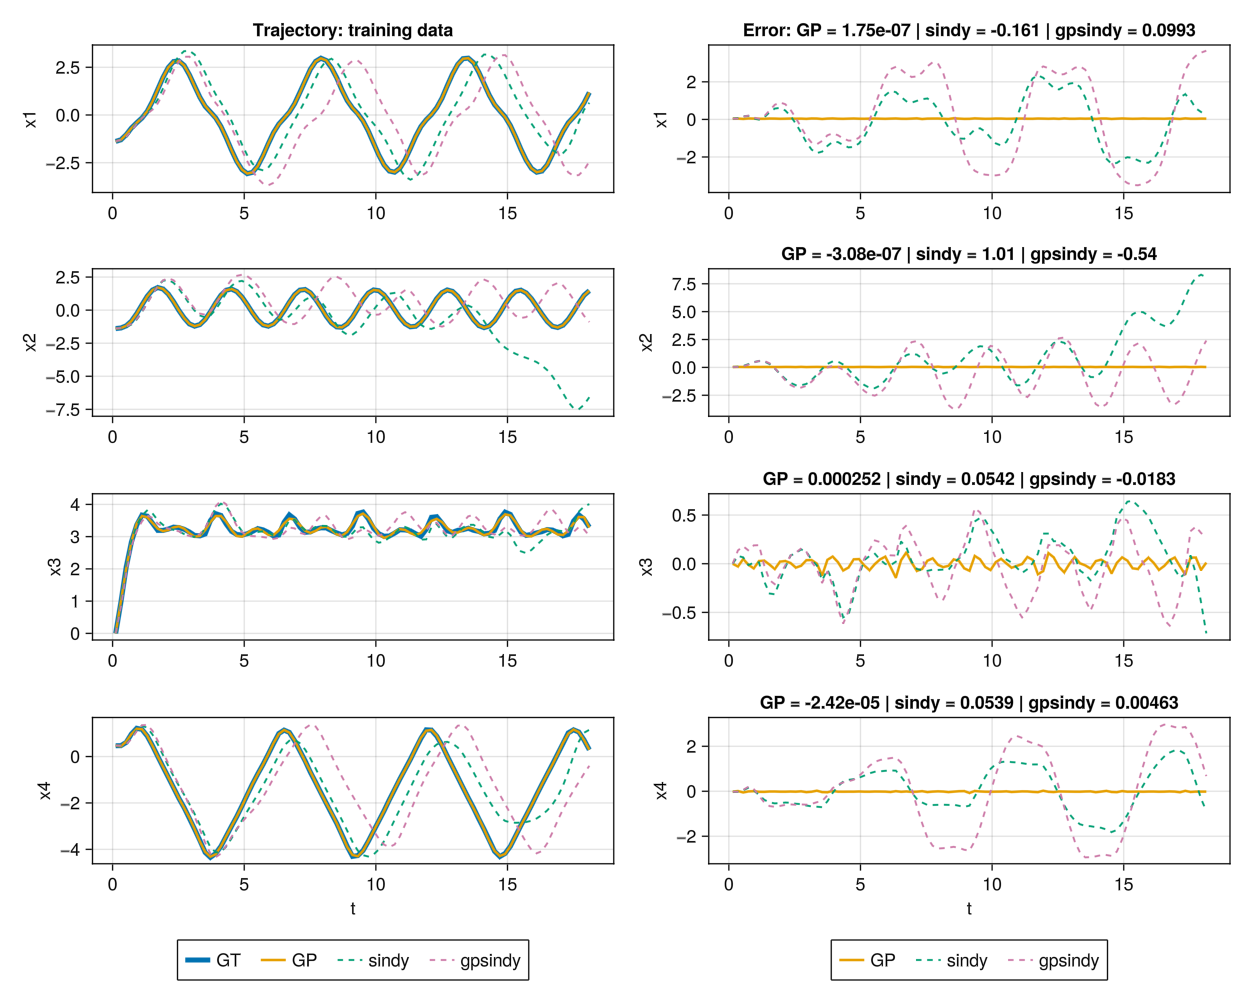 Trajectory: training data
x1
2.5
0.0
−2.5
0 5 10 15
Error: GP = 1.75e-07 | sindy = -0.161 | gpsindy = 0.0993
x1
2
0
−2
0 5 10 15
x2
2.5
0.0
−2.5
−5.0
−7.5
0 5 10 15
GP = -3.08e-07 | sindy = 1.01 | gpsindy = -0.54
x2
7.5
5.0
2.5
0.0
−2.5
0 5 10 15
x3
4
3
2
1
0
0 5 10 15
GP = 0.000252 | sindy = 0.0542 | gpsindy = -0.0183
x3
0.5
0.0
−0.5
0 5 10 15
x4
0
−2
−4
0 5 10 15
t
GP = -2.42e-05 | sindy = 0.0539 | gpsindy = 0.00463
x4
2
0
−2
0 5 10 15
t
GT GP sindy gpsindy
GP sindy gpsindy